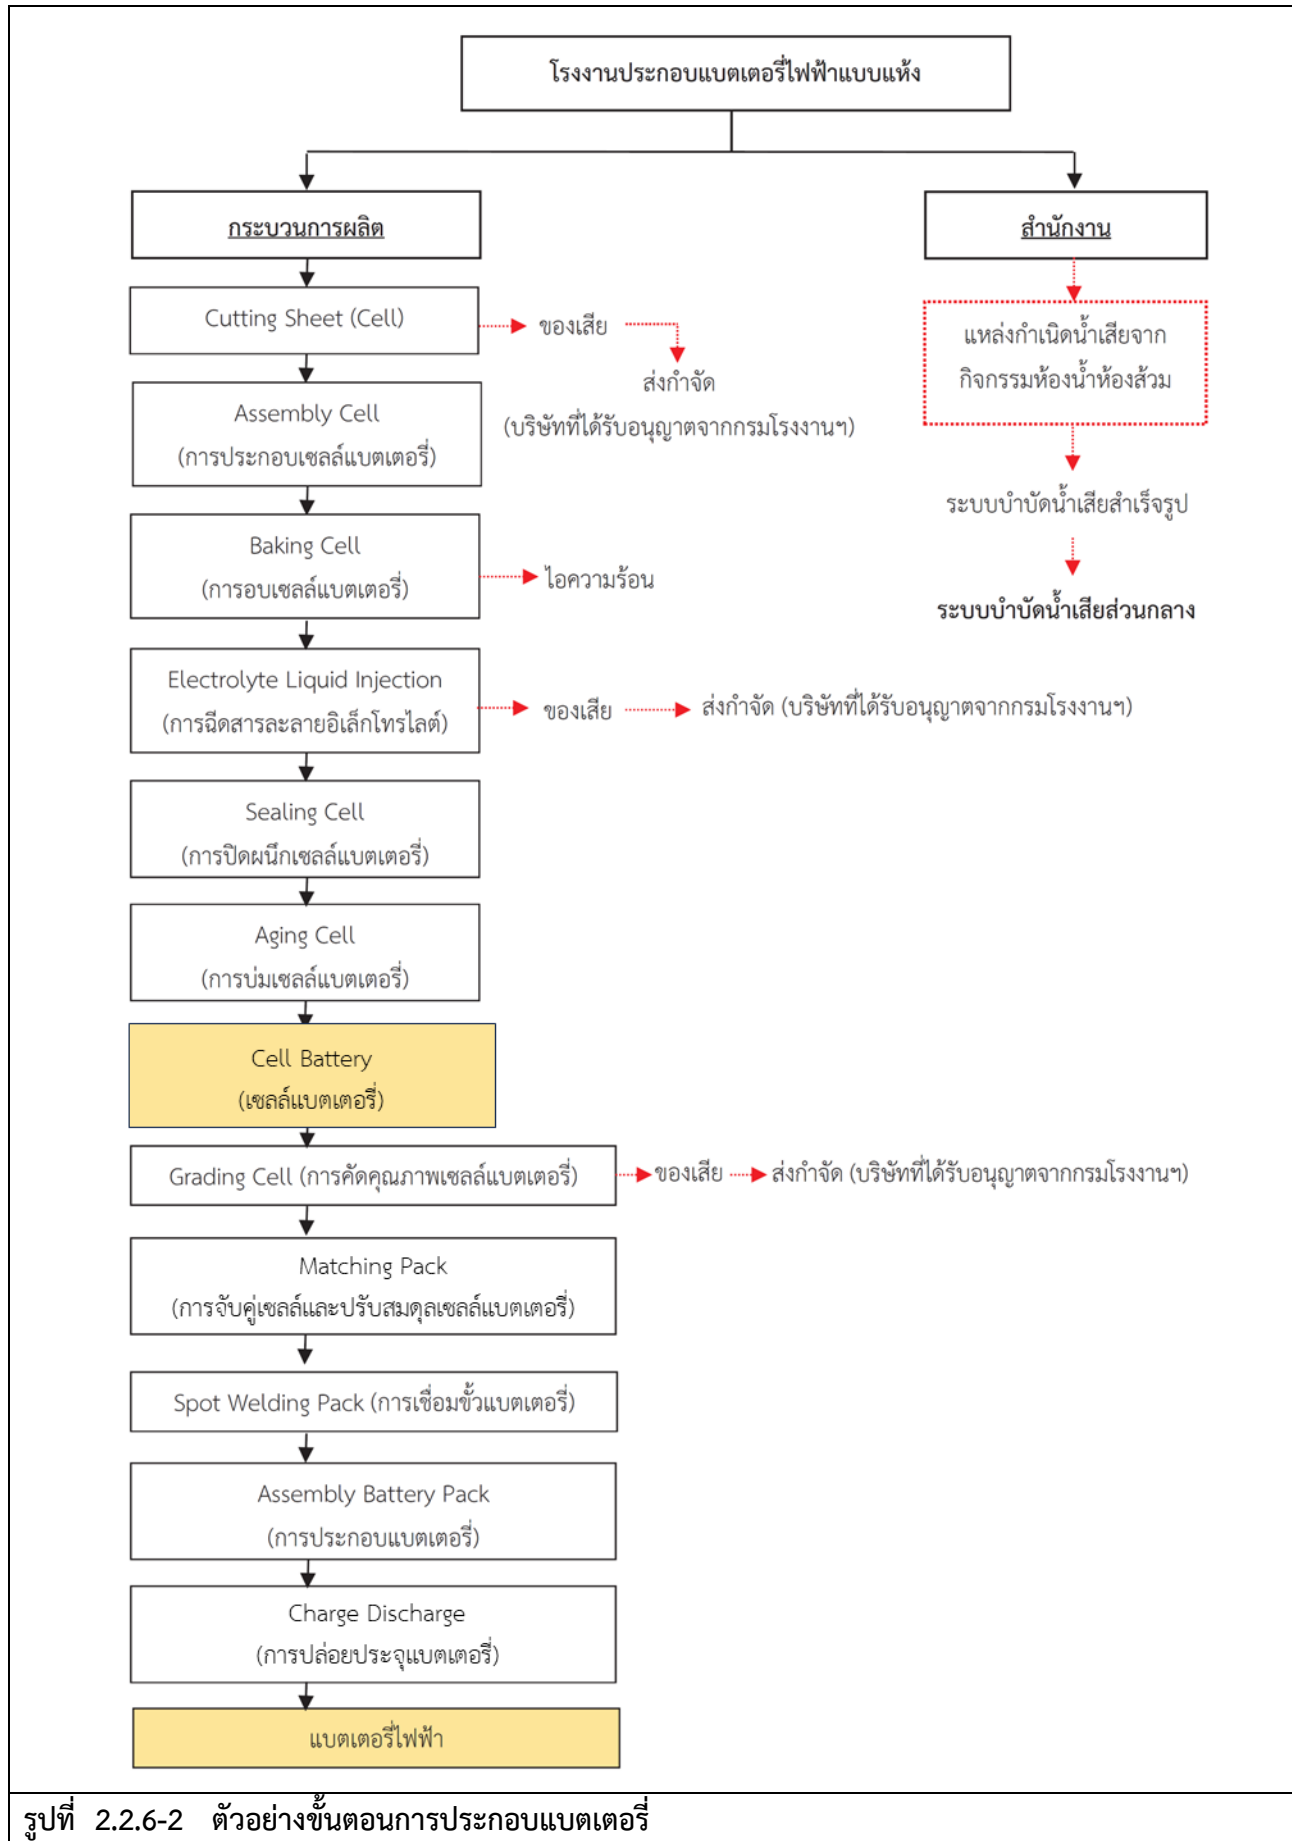 โรงงานประกอบแบตเตอรี่ไฟฟ้าแบบแห้ง
กระบวนการผลิต
สำนักงาน
Cutting Sheet (Cell)
ของเสีย
ส่งกำจัด
(บริษัทที่ได้รับอนุญาตจากกรมโรงงานฯ)
แหล่งกำเนิดน้ำเสียจาก
กิจกรรมห้องน้ำห้องส้วม
Assembly Cell
(การประกอบเซลล์แบตเตอรี่)
ระบบบำบัดน้ำเสียสำเร็จรูป
Baking Cell
(การอบเซลล์แบตเตอรี่)
ไอความร้อน
ระบบบำบัดน้ำเสียส่วนกลาง
Electrolyte Liquid Injection
(การฉีดสารละลายอิเล็กโทรไลต์)
ของเสีย
ส่งกำจัด (บริษัทที่ได้รับอนุญาตจากกรมโรงงานฯ)
Sealing Cell
(การปิดผนึกเซลล์แบตเตอรี่)
Aging Cell
(การบ่มเซลล์แบตเตอรี่)
Cell Battery
(เซลล์แบตเตอรี่)
Grading Cell (การคัดคุณภาพเซลล์แบตเตอรี่)
ของเสีย
ส่งกำจัด (บริษัทที่ได้รับอนุญาตจากกรมโรงงานฯ)
Matching Pack
(การจับคู่เซลล์และปรับสมดุลเซลล์แบตเตอรี่)
Spot Welding Pack (การเชื่อมขั้วแบตเตอรี่)
Assembly Battery Pack
(การประกอบแบตเตอรี่)
Charge Discharge
(การปล่อยประจุแบตเตอรี่)
แบตเตอรี่ไฟฟ้า
รูปที่ 2.2.6-2 ตัวอย่างขั้นตอนการประกอบแบตเตอรี่